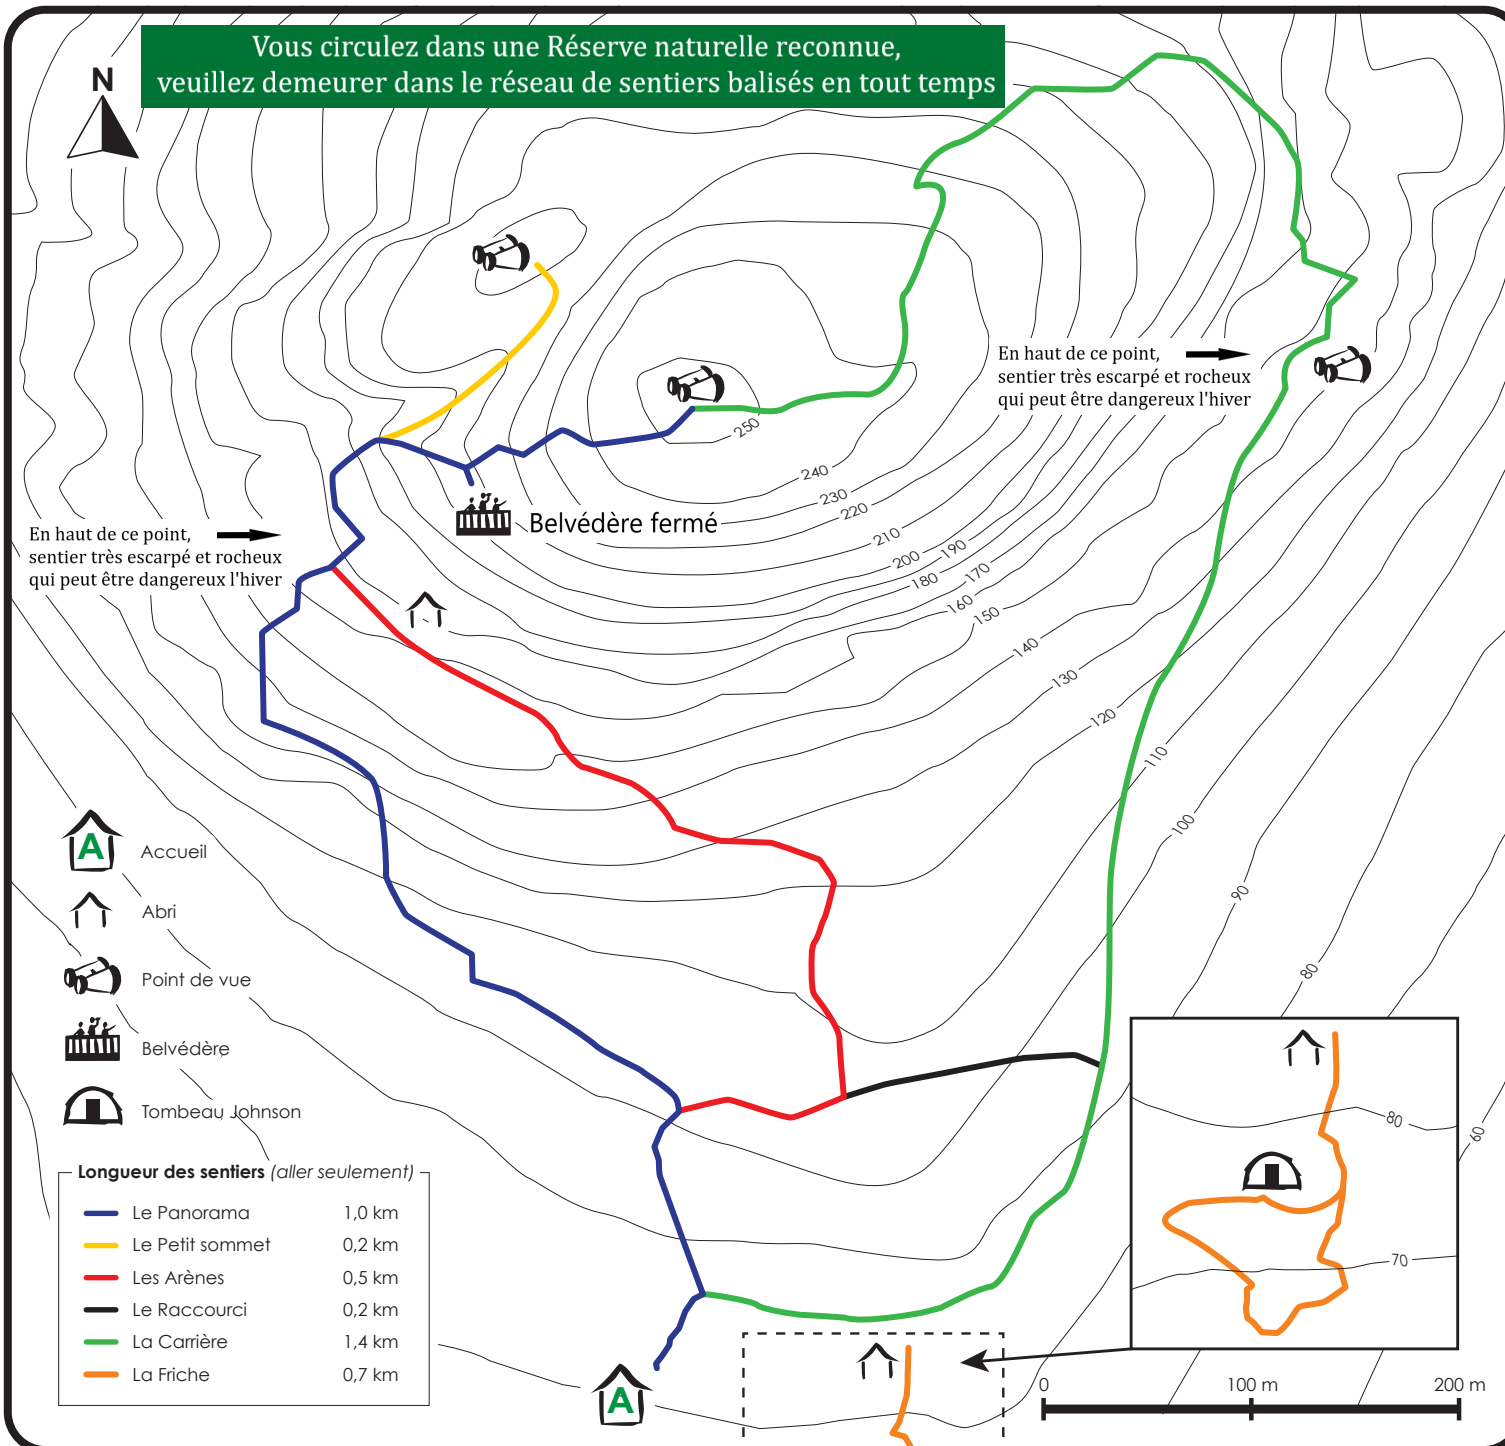 Vous circulez dans une Réserve naturelle reconnue,
veuillez demeurer dans le réseau de sentiers balisés en tout temps
N
En haut de ce point,
sentier très escarpé et rocheux
qui peut être dangereux l'hiver
250
240
230
220
210
200
190
180
170
160
150
140
130
120
110
100
90
80
60
Belvédère fermé
En haut de ce point,
sentier très escarpé et rocheux
qui peut être dangereux l'hiver
A Accueil
Abri
Point de vue
Belvédère
Tombeau Johnson
Longueur des sentiers (aller seulement)
Le Panorama 1,0 km
Le Petit sommet 0,2 km
Les Arènes 0,5 km
Le Raccourci 0,2 km
La Carrière 1,4 km
La Friche 0,7 km
80
70
A
0 100 m 200 m